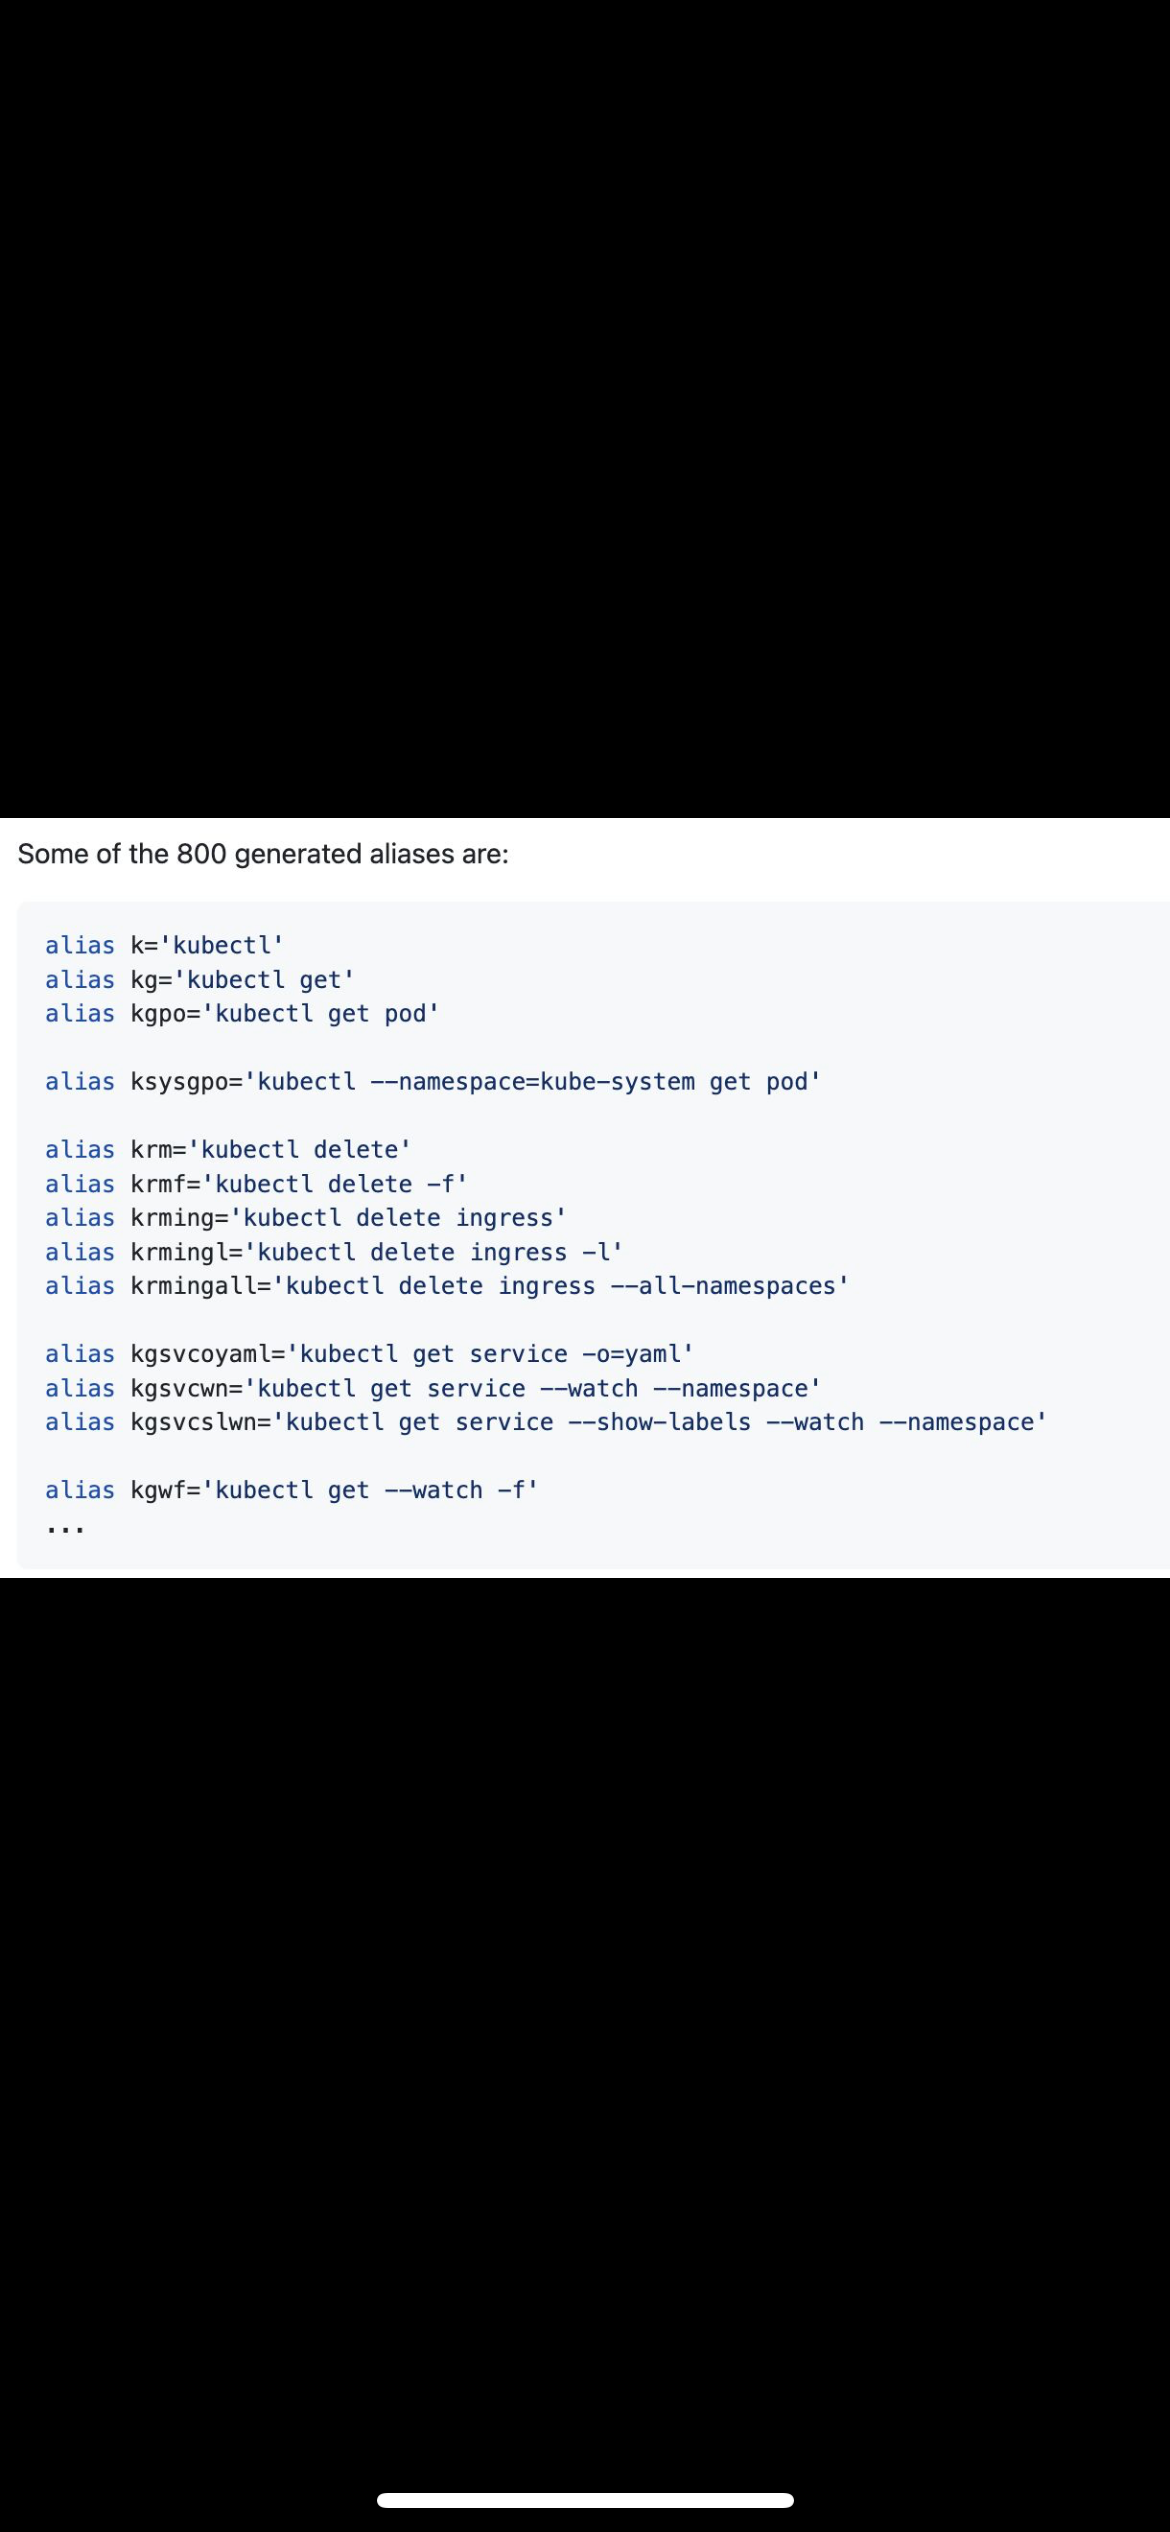 Some of the 800 generated aliases are:
alias k='kubectl'
alias kg='kubectl get'
alias kgpo='kubectl get pod'
alias ksysgpo='kubectl --namespace=kube-system get pod'
alias krm='kubectl delete'
alias krmf='kubectl delete -f'
alias krming='kubectl delete ingress'
alias krmingl='kubectl delete ingress -l'
alias krmingall='kubectl delete ingress --all-namespaces'
alias kgsvcoyaml='kubectl get service -o=yaml'
alias kgsvcwn='kubectl get service --watch --namespace'
alias kgsvcslwn='kubectl get service --show-labels --watch --namespace'
alias kgwf='kubectl get --watch -f'
...